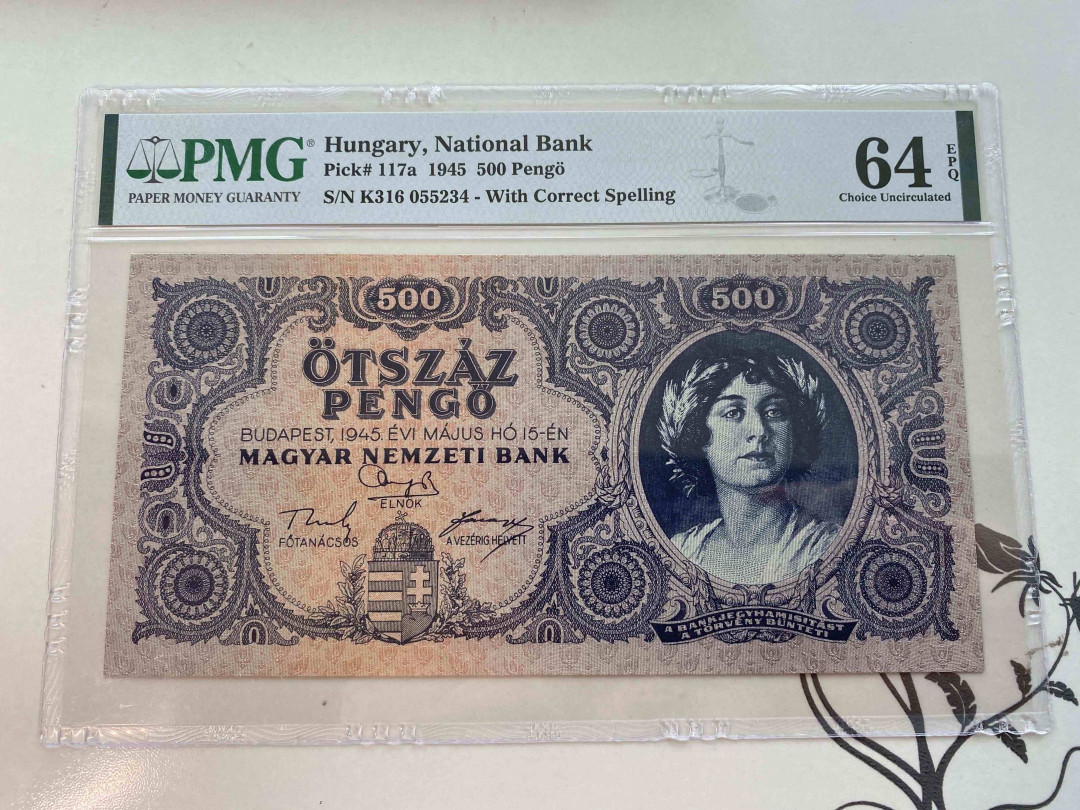 PMG®
PAPER MONEY GUARANTY
Hungary, National Bank
Pick# 117a 1945 500 Pengö
S/N K316 055234 - With Correct Spelling
64 EPQ
Choice Uncirculated
500
500
ÖTSZÁZ
PENGŐ
BUDAPEST, 1945. ÉVI MÁJUS HÓ 15-ÉN
MAGYAR NEMZETI BANK
ELNÖK
FŐTANÁCSOS
A VEZÉRIG HELYETT
A BANKJEGYHAMISITÁST
A TÖRVÉNY BÜNTETI